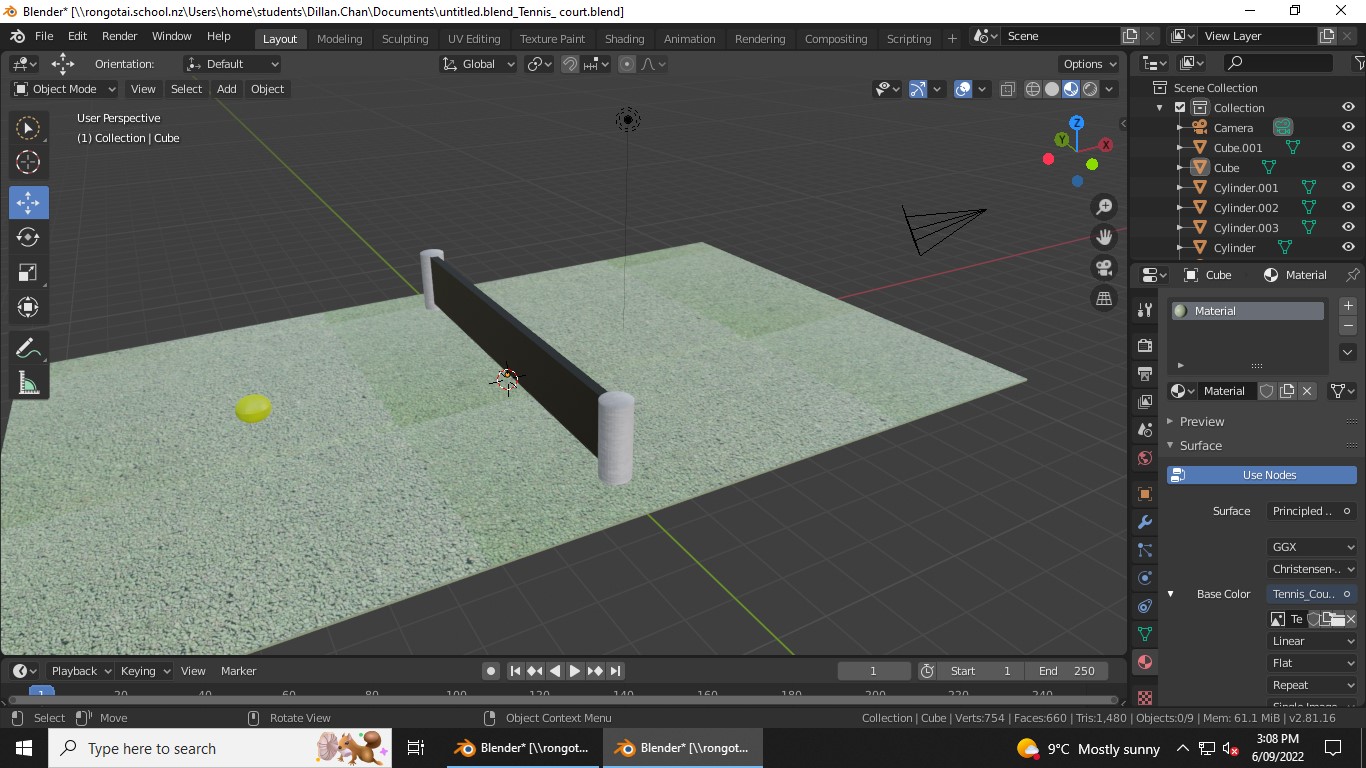 Blender* [\\rongotai.school.nz\Users\home\students\Dillan.Chan\Documents\untitled.blend_Tennis_ court.blend]
File Edit Render Window Help Layout Modeling Sculpting UV Editing Texture Paint Shading Animation Rendering Compositing Scripting + Scene View Layer
Orientation: Default Global Options
Object Mode View Select Add Object
User Perspective
(1) Collection | Cube
Z
Y
X
Scene Collection
Collection
Camera
Cube.001
Cube
Cylinder.001
Cylinder.002
Cylinder.003
Cylinder
Cube Material
Material
Material
Preview
Surface
Use Nodes
Surface Principled ..
GGX
Christensen-..
Base Color Tennis_Cou..
Te
Linear
Flat
Repeat
Single Image
Playback Keying View Marker 1 Start 1 End 250
1 20 40 60 80 100 120 140 160 180 200 220 240
Select Move Rotate View Object Context Menu Collection | Cube | Verts:754 | Faces:660 | Tris:1,480 | Objects:0/9 | Mem: 61.1 MiB | v2.81.16
Type here to search Blender* [\\rongot... Blender* [\\rongot... 9°C Mostly sunny 3:08 PM
6/09/2022